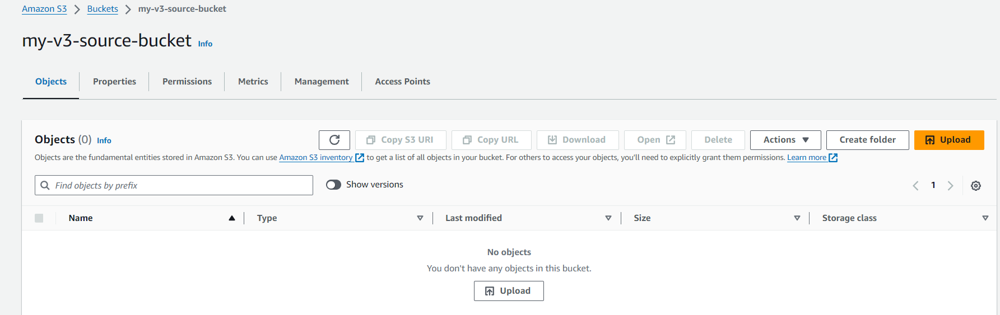 Amazon S3 > Buckets > my-v3-source-bucket
my-v3-source-bucket Info
Objects Properties Permissions Metrics Management Access Points
Objects (0) Info Copy S3 URI Copy URL Download Open Delete Actions Create folder Upload
Objects are the fundamental entities stored in Amazon S3. You can use Amazon S3 inventory to get a list of all objects in your bucket. For others to access your objects, you’ll need to explicitly grant them permissions. Learn more
Find objects by prefix Show versions < 1 >
Name Type Last modified Size Storage class
No objects
You don't have any objects in this bucket.
Upload